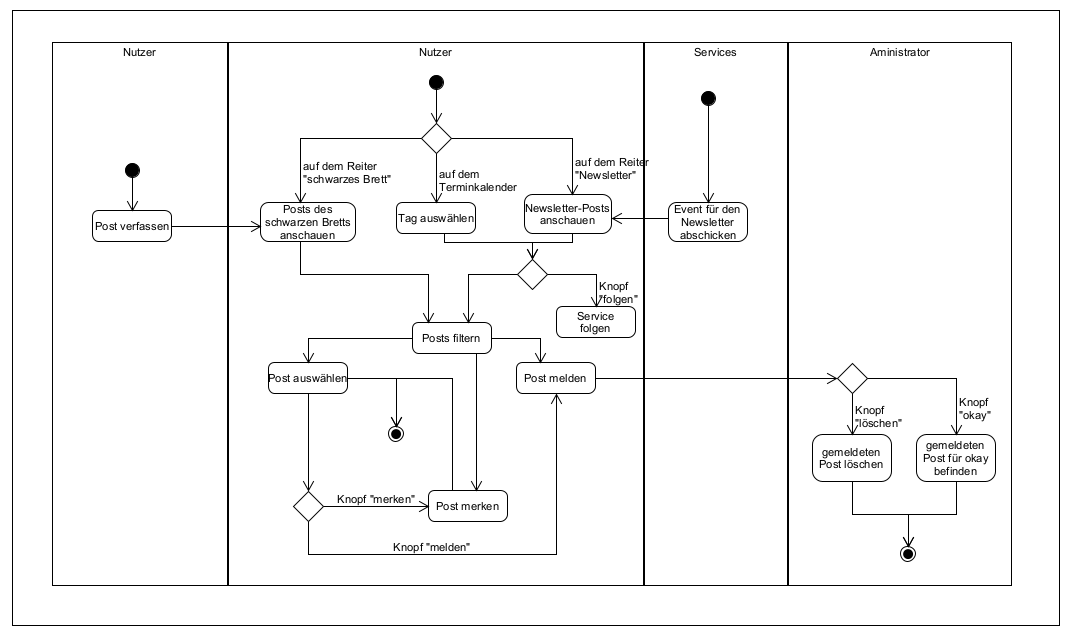 Nutzer
Nutzer
Services
Aministrator
auf dem Reiter
"schwarzes Brett"
auf dem
Terminkalender
auf dem Reiter
"Newsletter"
Post verfassen
Posts des
schwarzen Bretts
anschauen
Tag auswählen
Newsletter-Posts
anschauen
Event für den
Newsletter
abschicken
Knopf
"folgen"
Service
folgen
Posts filtern
Post auswählen
Post melden
Knopf
"löschen"
Knopf
"okay"
gemeldeten
Post löschen
gemeldeten
Post für okay
befinden
Knopf "merken"
Post merken
Knopf "melden"